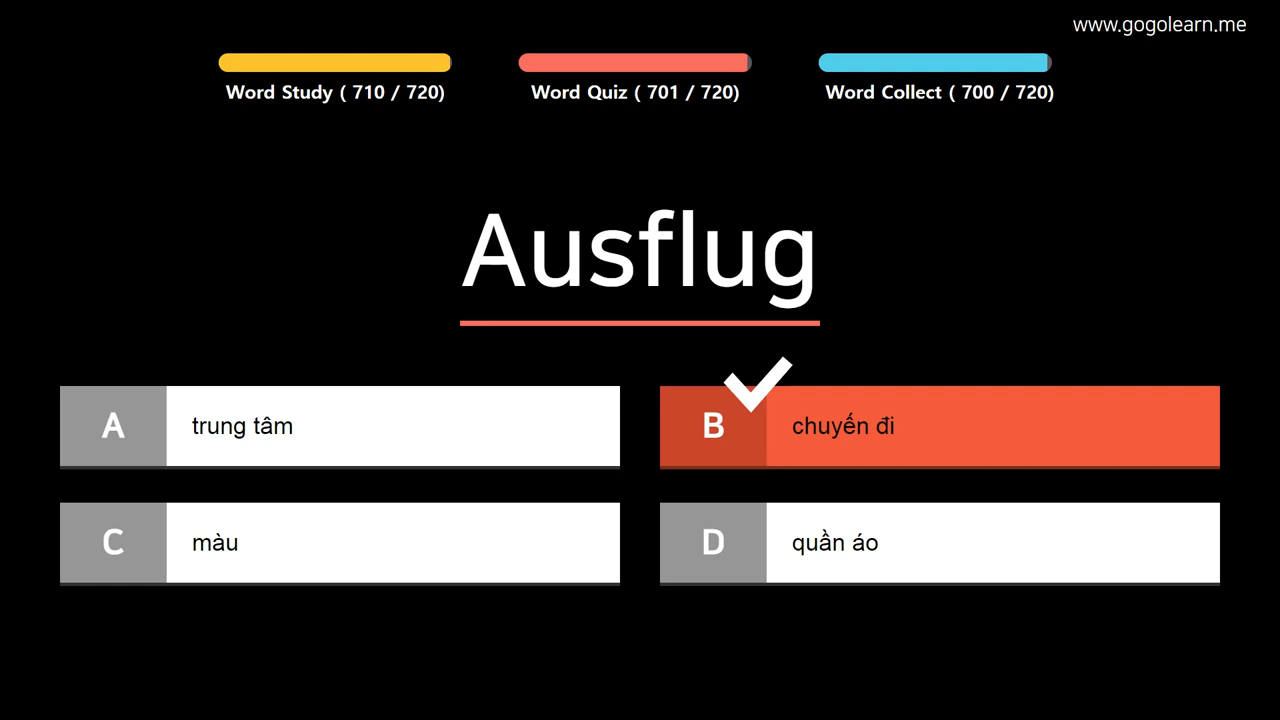 www.gogolearn.me
Word Study ( 710 / 720)
Word Quiz ( 701 / 720)
Word Collect ( 700 / 720)
Ausflug
A
trung tâm
B
chuyến đi
C
màu
D
quần áo